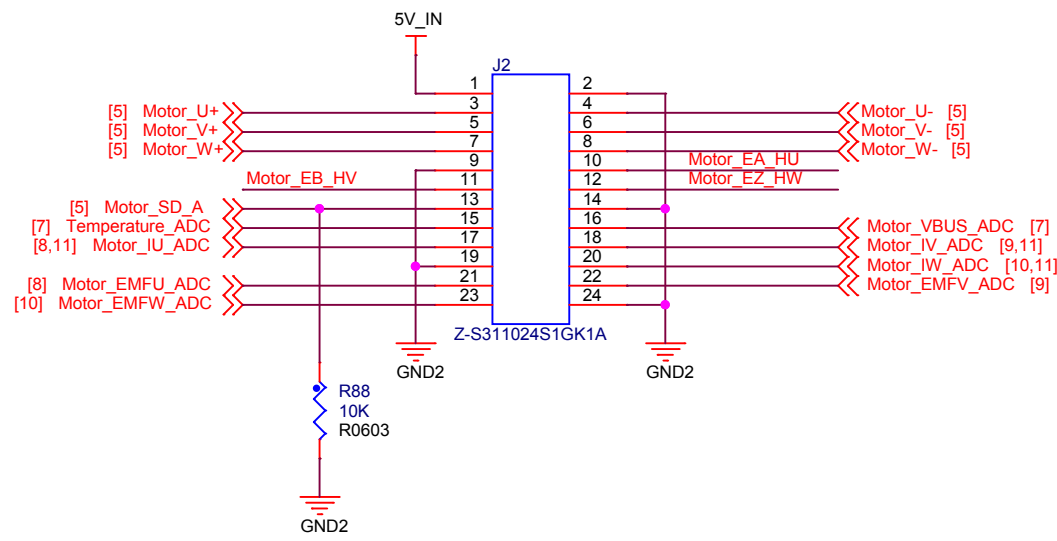 5V_IN
J2
1 2
[5] Motor_U+ 3 4 Motor_U- [5]
[5] Motor_V+ 5 6 Motor_V- [5]
[5] Motor_W+ 7 8 Motor_W- [5]
9 10 Motor_EA_HU
Motor_EB_HV 11 12 Motor_EZ_HW
[5] Motor_SD_A 13 14
[7] Temperature_ADC 15 16 Motor_VBUS_ADC [7]
[8,11] Motor_IU_ADC 17 18 Motor_IV_ADC [9,11]
19 20 Motor_IW_ADC [10,11]
[8] Motor_EMFU_ADC 21 22 Motor_EMFV_ADC [9]
[10] Motor_EMFW_ADC 23 24
Z-S311024S1GK1A
GND2 GND2
R88
10K
R0603
GND2